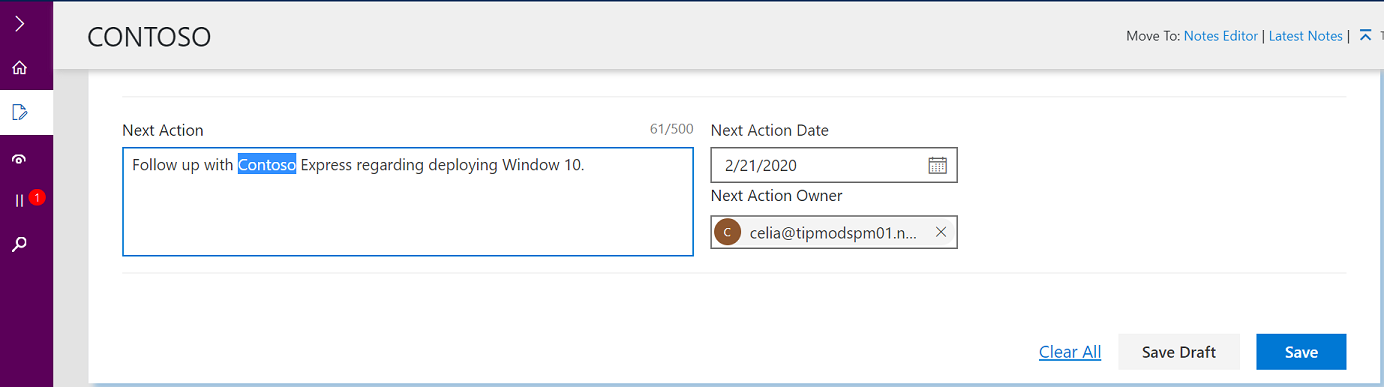 CONTOSO
Move To: Notes Editor | Latest Notes |
Next Action
61/500
Next Action Date
Follow up with Contoso Express regarding deploying Window 10.
2/21/2020
Next Action Owner
C celia@tipmodspm01.n...
1
Clear All
Save Draft
Save